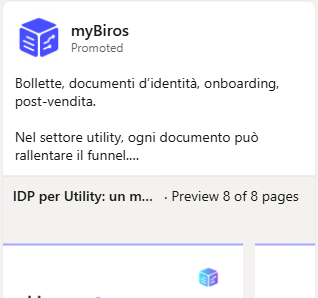 myBiros
Promoted
Bollette, documenti d’identità, onboarding,
post-vendita.
Nel settore utility, ogni documento può
rallentare il funnel....
IDP per Utility: un m... · Preview 8 of 8 pages